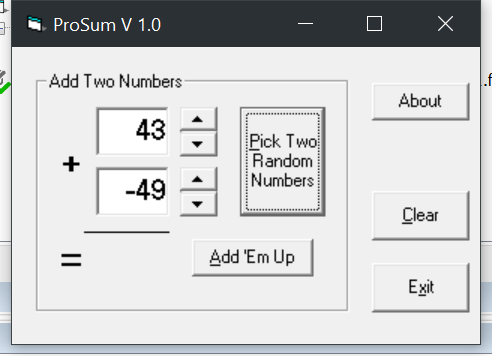 ProSum V 1.0
Add Two Numbers
43
+
-49
=
Pick Two
Random
Numbers
Add 'Em Up
About
Clear
Exit